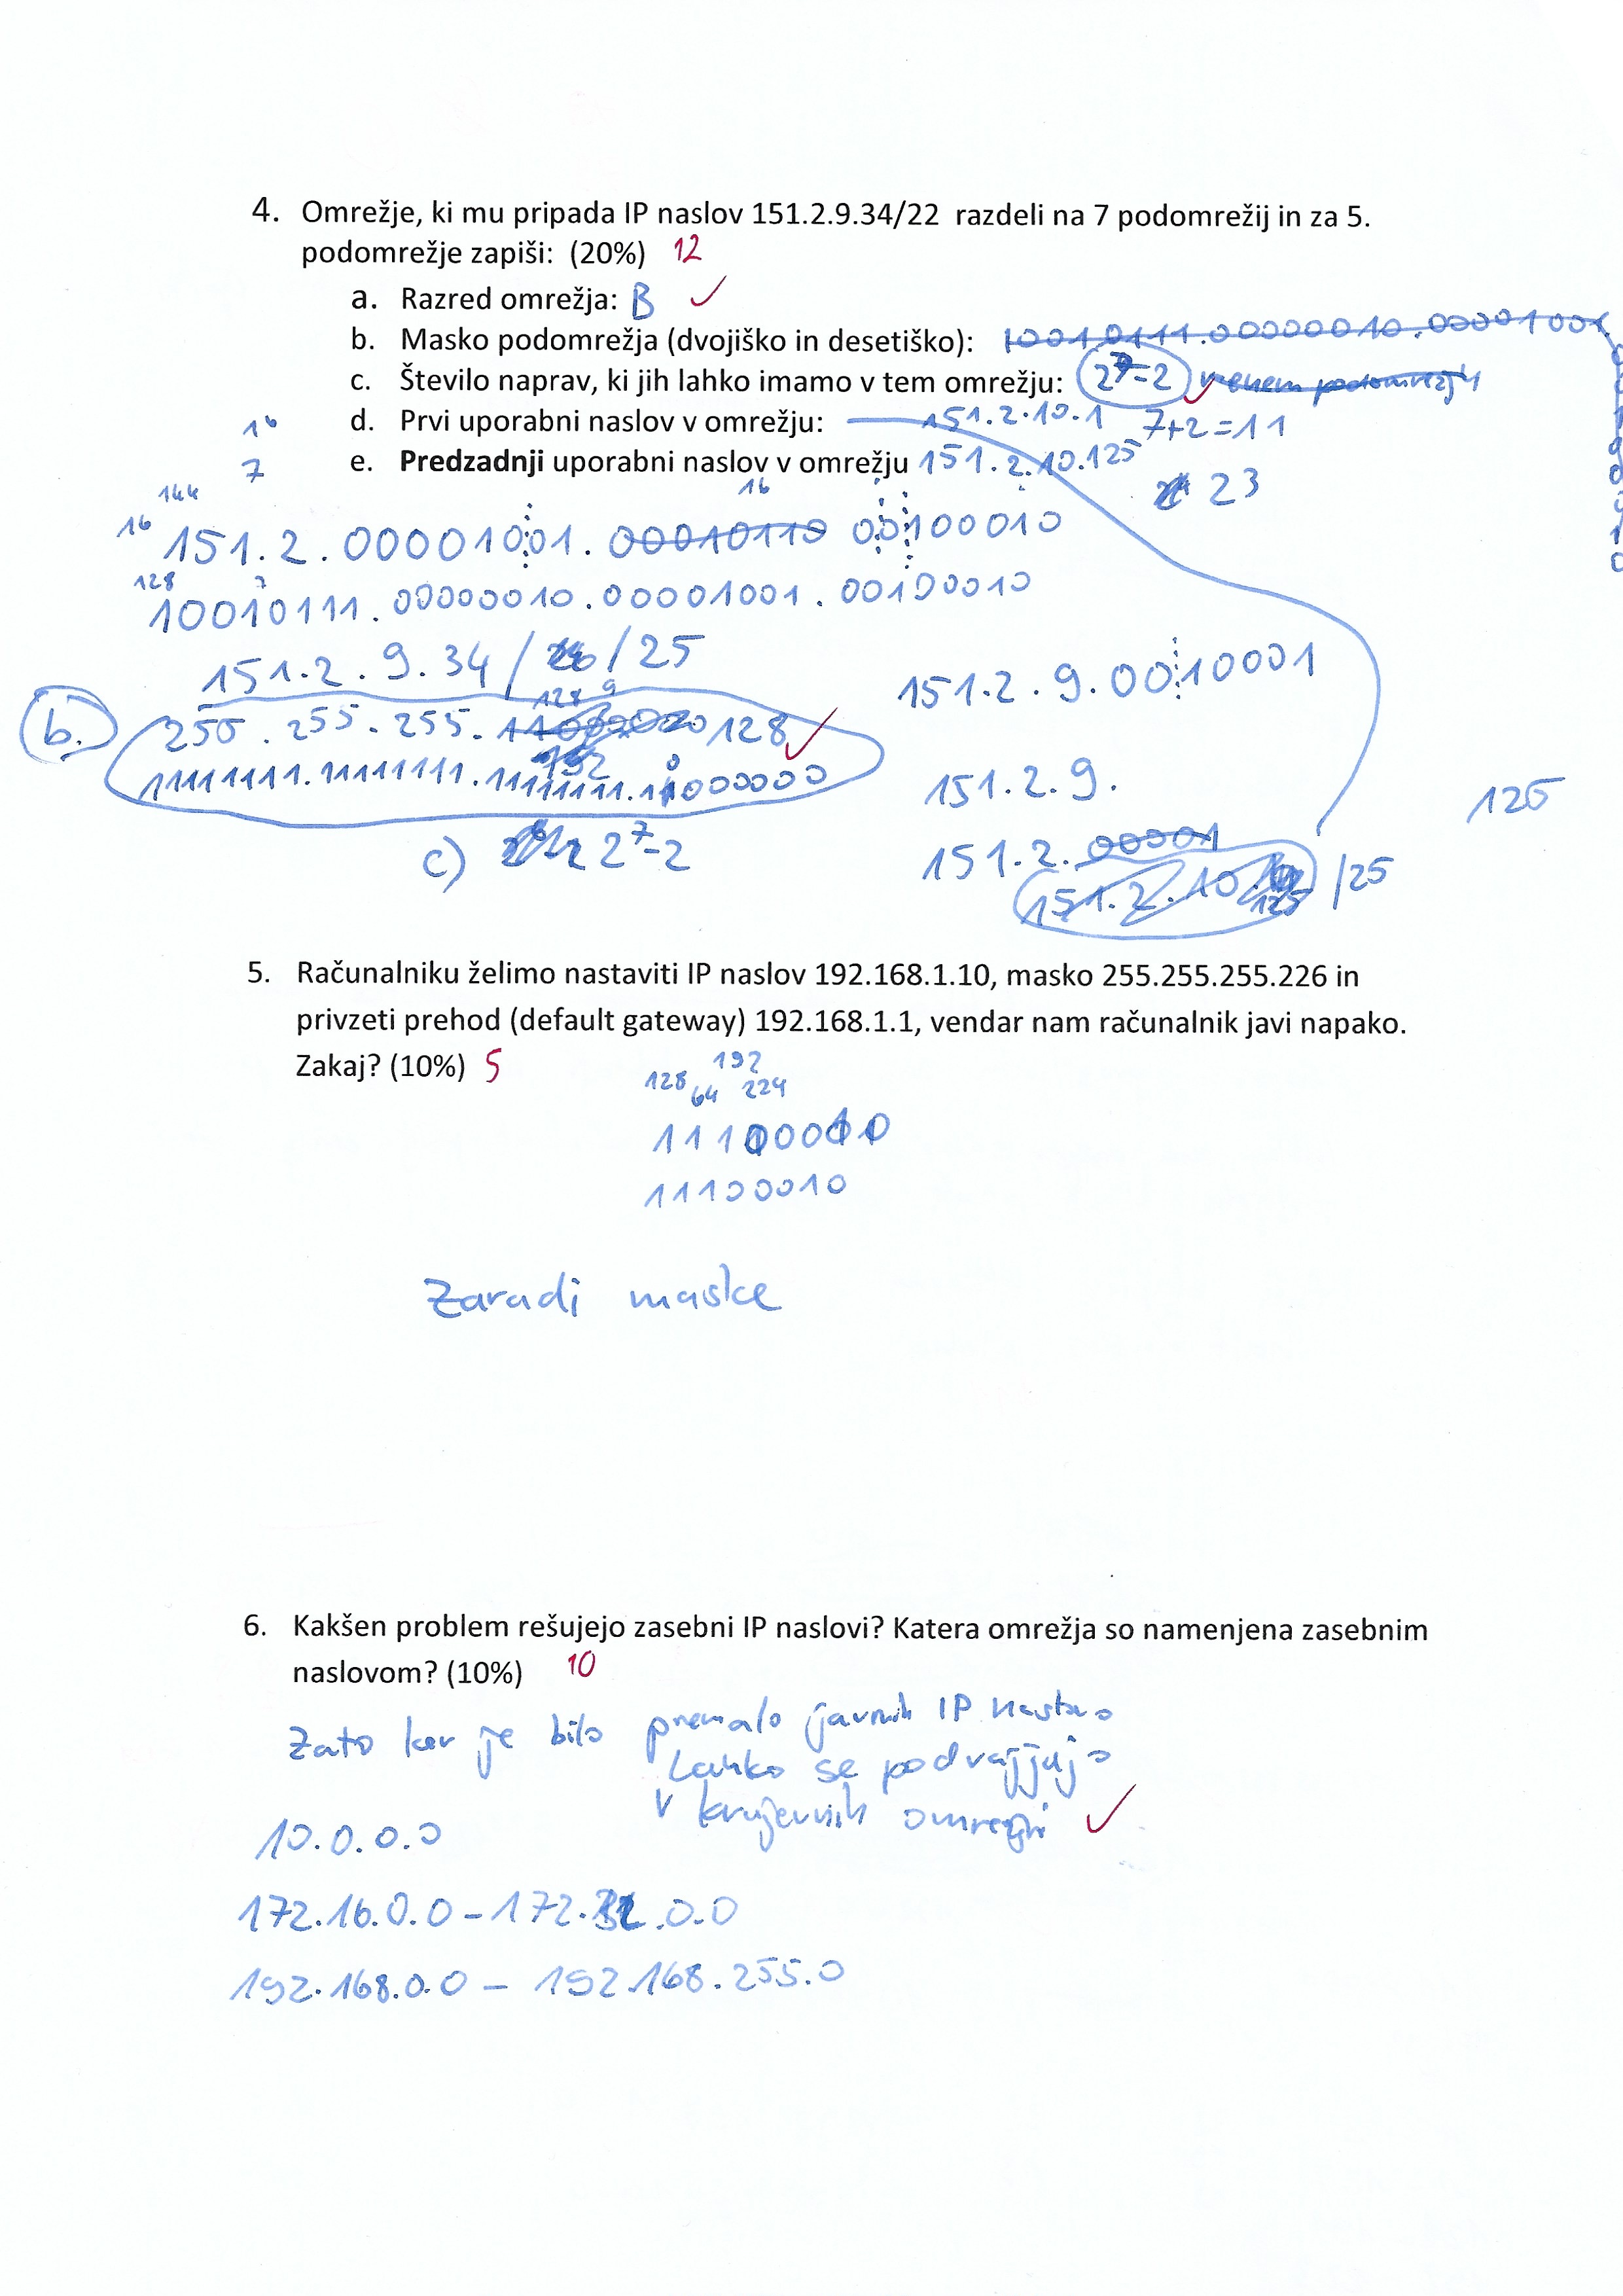 4. Omrežje, ki mu pripada IP naslov 151.2.9.34/22 razdeli na 7 podomrežij in za 5.
podomrežje zapiši: (20%) 12
a. Razred omrežja: B ✓
b. Masko podomrežja (dvojiško in desetiško): 10010111.00000010.00001001
c. Število naprav, ki jih lahko imamo v tem omrežju: 2^7-2 ✓ v enem podomrežju
d. Prvi uporabni naslov v omrežju: 151.2.10.1 7+2=11
16
e. Predzadnji uporabni naslov v omrežju 151.2.10.125
7
23
144
16
16 151.2.00001001.00010110 00100010
128
10010111.00000010.00001001.00100010
151.2.9.34 / /25
151.2.9.0010001
128
b. 255.255.255. 128 ✓
192
11111111.11111111.11111111.10000000
151.2.9.
125
c) 2^7-2
151.2.00001
151.2.10. 125 /25
5. Računalniku želimo nastaviti IP naslov 192.168.1.10, masko 255.255.255.226 in
privzeti prehod (default gateway) 192.168.1.1, vendar nam računalnik javi napako.
Zakaj? (10%) 5
192
128 64 224
11100010
Zaradi maske
6. Kakšen problem rešujejo zasebni IP naslovi? Katera omrežja so namenjena zasebnim
naslovom? (10%) 10
Zato ker je bilo premalo javnih IP naslovo
Lahko se podvajjujo
v krajevnih omrežji ✓
10.0.0.0
172.16.0.0 - 172.32.0.0
192.168.0.0 - 192.168.255.0